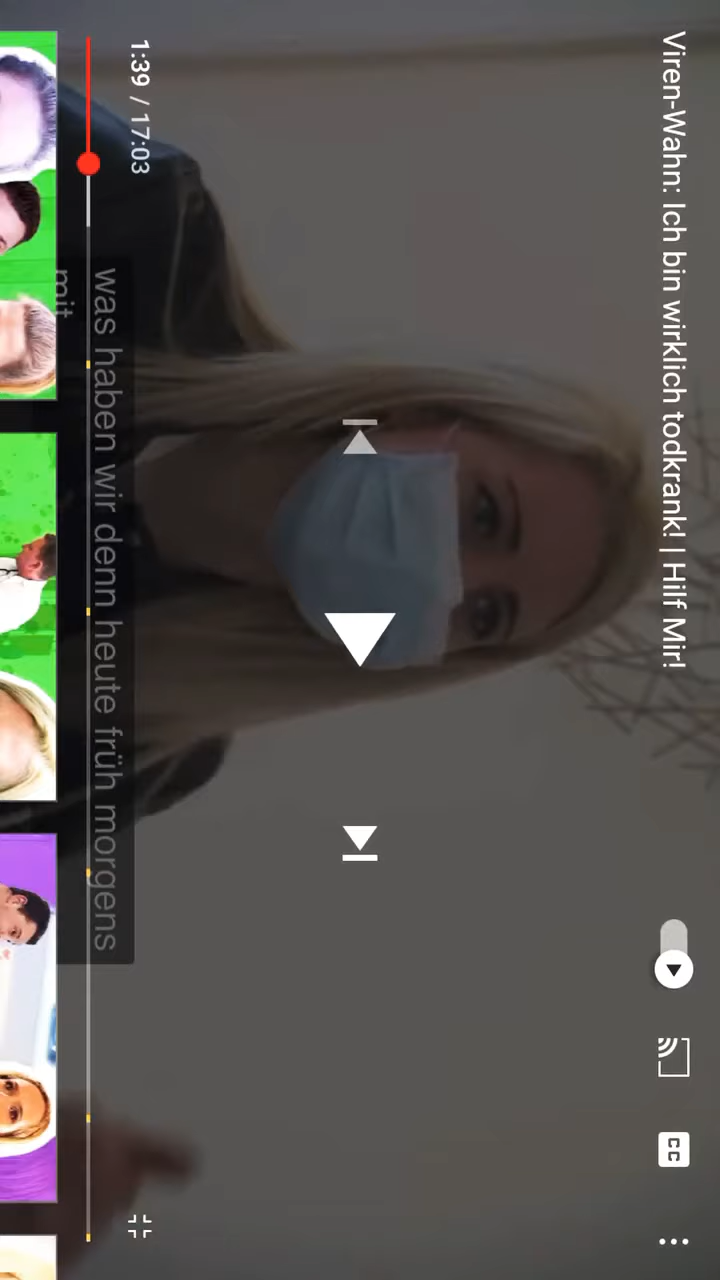 Viren-Wahn: Ich bin wirklich todkrank! | Hilf Mir!
CC
1:39 / 17:03
was haben wir denn heute früh morgens
mit